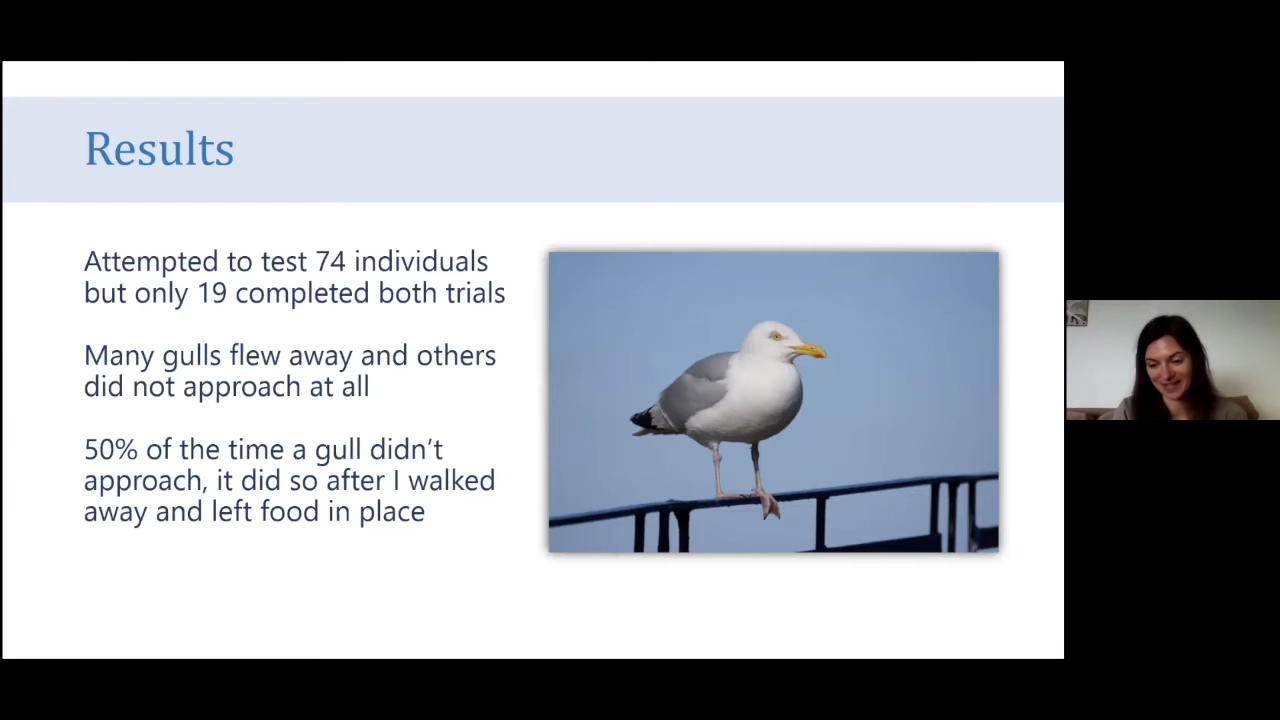 Results
Attempted to test 74 individuals
but only 19 completed both trials
Many gulls flew away and others
did not approach at all
50% of the time a gull didn’t
approach, it did so after I walked
away and left food in place